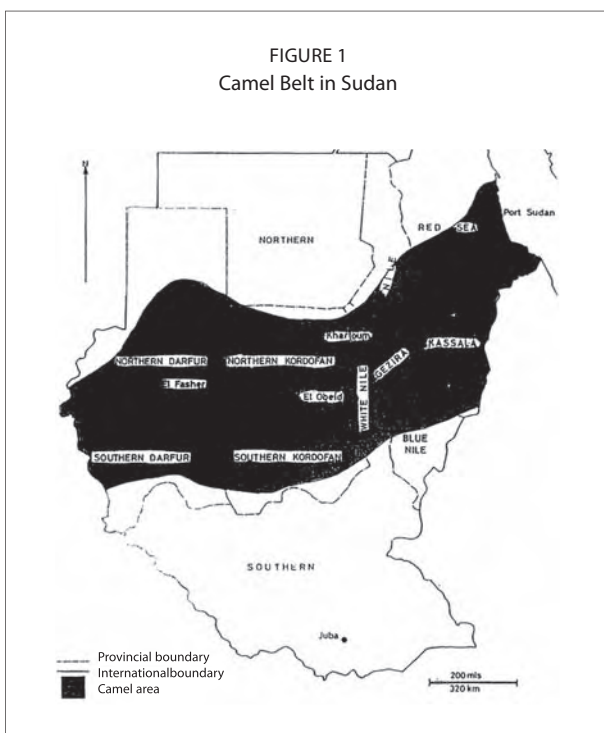 FIGURE 1
Camel Belt in Sudan
N
Port Sudan
RED SEA
NORTHERN
NILE
Khartoum
KASSALA
NORTHERN DARFUR
NORTHERN KORDOFAN
GEZIRA
El Fasher
El Obeid
WHITE NILE
BLUE
NILE
SOUTHERN DARFUR
SOUTHERN KORDOFAN
SOUTHERN
Juba
Provincial boundary
Internationalboundary
Camel area
200 mls
320 km